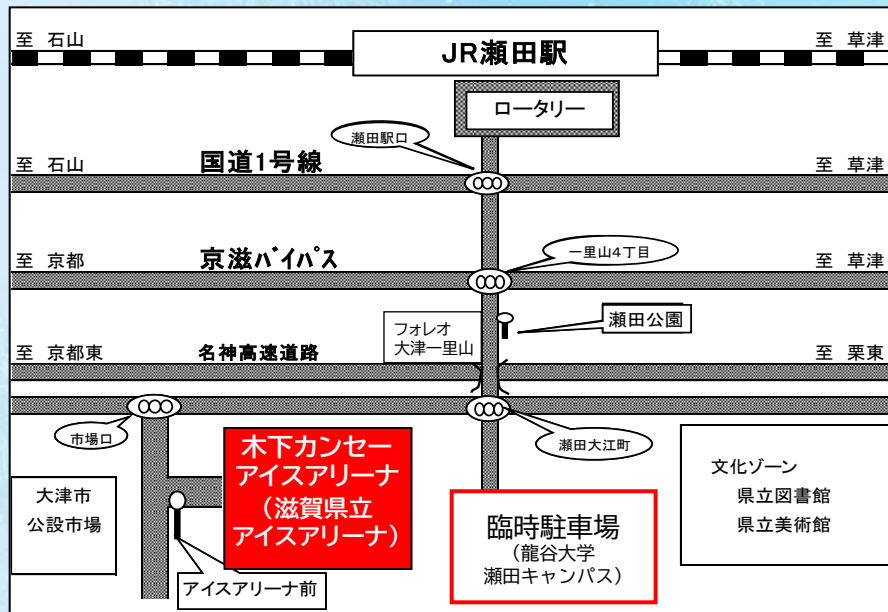 至 石山
JR瀬田駅
至 草津
ロータリー
瀬田駅口
至 石山
国道1号線
至 草津
至 京都
京滋バイパス
一里山4丁目
至 草津
フォレオ
大津一里山
瀬田公園
至 京都東
名神高速道路
至 栗東
市場口
瀬田大江町
木下カンセー
アイスアリーナ
（滋賀県立
アイスアリーナ）
大津市
公設市場
アイスアリーナ前
臨時駐車場
（龍谷大学
瀬田キャンパス）
文化ゾーン
県立図書館
県立美術館